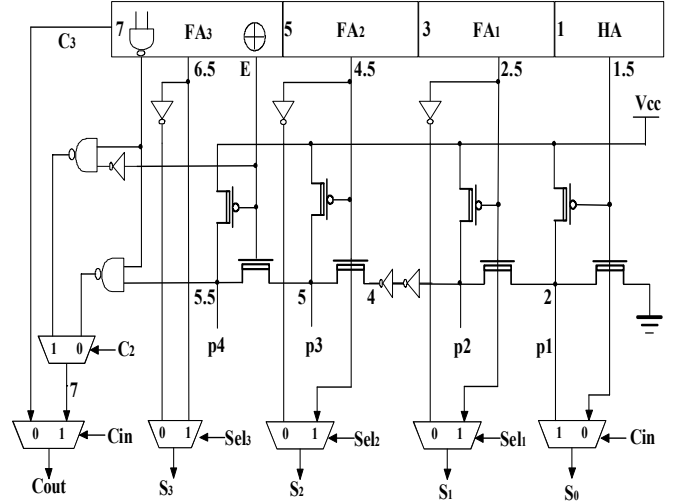 7 FA3 5 FA2 3 FA1 1 HA
C3
6.5 E 4.5 2.5 1.5
Vcc
5.5 5 4 2
p4 p3 p2 p1
1 0 C2
7
0 1 Cin 0 1 Sel3 0 1 Sel2 0 1 Sel1 1 0 Cin
Cout S3 S2 S1 S0